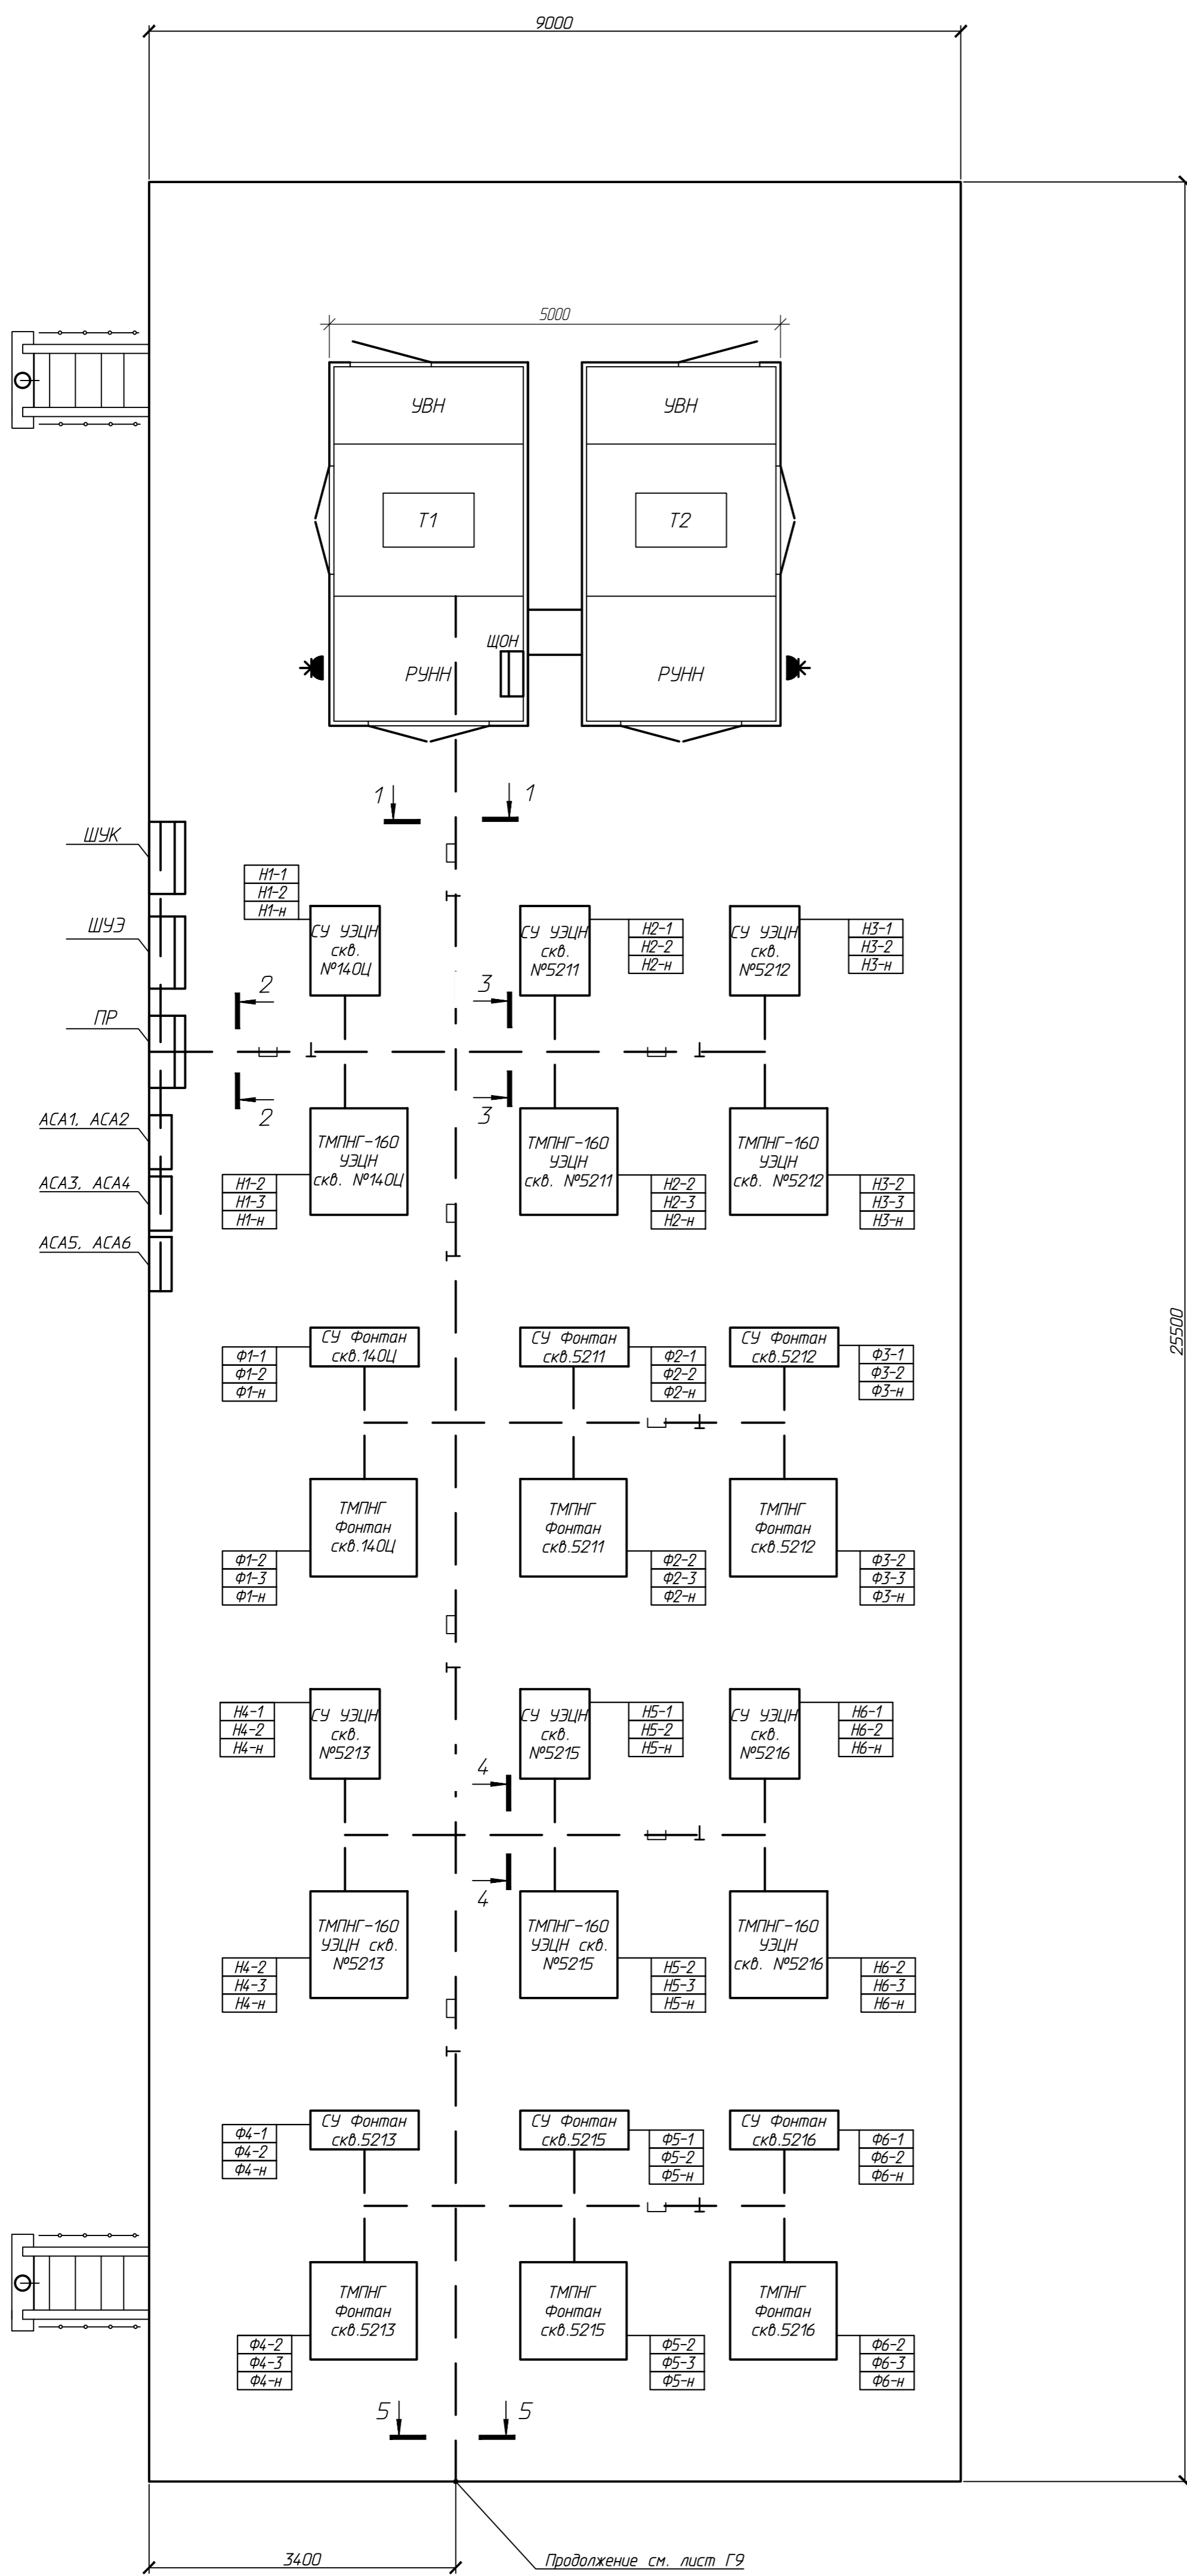 9000
5000
УВН
УВН
Т1
Т2
ЩОН
РУНН
РУНН
1
1
ШУК
Н1-1
Н1-2
Н1-н
ШУЭ
СУ УЭЦН
скв.
№140Ц
СУ УЭЦН
скв.
№5211
Н2-1
Н2-2
Н2-н
СУ УЭЦН
скв.
№5212
Н3-1
Н3-2
Н3-н
2
3
ПР
2
3
АСА1, АСА2
ТМПНГ-160
УЭЦН
скв. №140Ц
ТМПНГ-160
УЭЦН
скв. №5211
ТМПНГ-160
УЭЦН
скв. №5212
АСА3, АСА4
Н1-2
Н1-3
Н1-н
Н2-2
Н2-3
Н2-н
Н3-2
Н3-3
Н3-н
АСА5, АСА6
25500
СУ Фонтан
скв.140Ц
СУ Фонтан
скв.5211
СУ Фонтан
скв.5212
Ф1-1
Ф1-2
Ф1-н
Ф2-1
Ф2-2
Ф2-н
Ф3-1
Ф3-2
Ф3-н
ТМПНГ
Фонтан
скв.140Ц
ТМПНГ
Фонтан
скв.5211
ТМПНГ
Фонтан
скв.5212
Ф1-2
Ф1-3
Ф1-н
Ф2-2
Ф2-3
Ф2-н
Ф3-2
Ф3-3
Ф3-н
Н4-1
Н4-2
Н4-н
СУ УЭЦН
скв.
№5213
СУ УЭЦН
скв.
№5215
Н5-1
Н5-2
Н5-н
СУ УЭЦН
скв.
№5216
Н6-1
Н6-2
Н6-н
4
4
ТМПНГ-160
УЭЦН скв.
№5213
ТМПНГ-160
УЭЦН скв.
№5215
ТМПНГ-160
УЭЦН
скв. №5216
Н4-2
Н4-3
Н4-н
Н5-2
Н5-3
Н5-н
Н6-2
Н6-3
Н6-н
СУ Фонтан
скв.5213
СУ Фонтан
скв.5215
СУ Фонтан
скв.5216
Ф4-1
Ф4-2
Ф4-н
Ф5-1
Ф5-2
Ф5-н
Ф6-1
Ф6-2
Ф6-н
ТМПНГ
Фонтан
скв.5213
ТМПНГ
Фонтан
скв.5215
ТМПНГ
Фонтан
скв.5216
Ф4-2
Ф4-3
Ф4-н
Ф5-2
Ф5-3
Ф5-н
Ф6-2
Ф6-3
Ф6-н
5
5
3400
Продолжение см. лист Г9